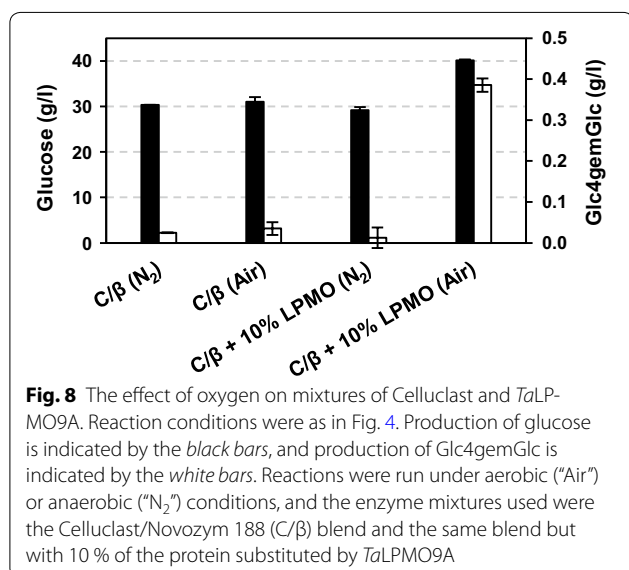 Glucose (g/l)
40
30
20
10
0
0.5
0.4
0.3
0.2
0.1
0.0
Glc4gemGlc (g/l)
C/β (N₂)
C/β (Air)
C/β + 10% LPMO (N₂)
C/β + 10% LPMO (Air)
Fig. 8 The effect of oxygen on mixtures of Celluclast and TaLP-
MO9A. Reaction conditions were as in Fig. 4. Production of glucose
is indicated by the black bars, and production of Glc4gemGlc is
indicated by the white bars. Reactions were run under aerobic (“Air”)
or anaerobic (“N₂”) conditions, and the enzyme mixtures used were
the Celluclast/Novozym 188 (C/β) blend and the same blend but
with 10 % of the protein substituted by TaLPMO9A